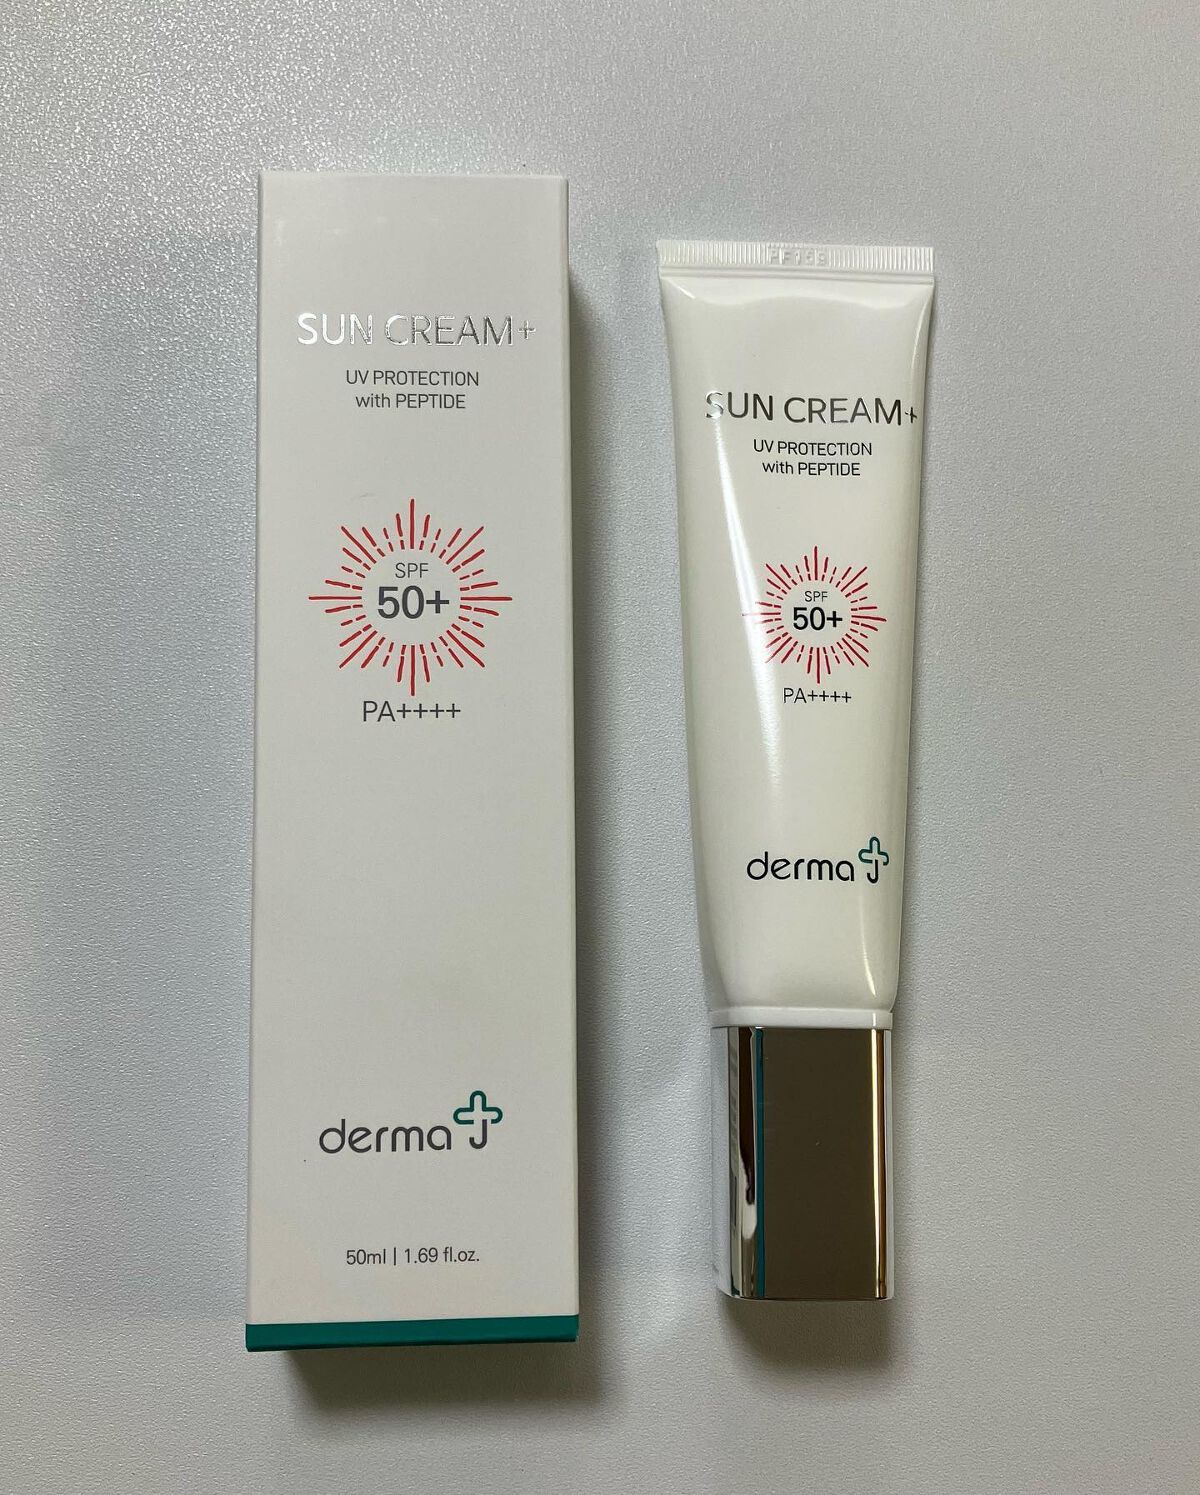 SUN CREAM+
UV PROTECTION
with PEPTIDE
SPF
50+
PA++++
derma J
50ml | 1.69 fl.oz.
SUN CREAM+
UV PROTECTION
with PEPTIDE
SPF
50+
PA++++
derma J